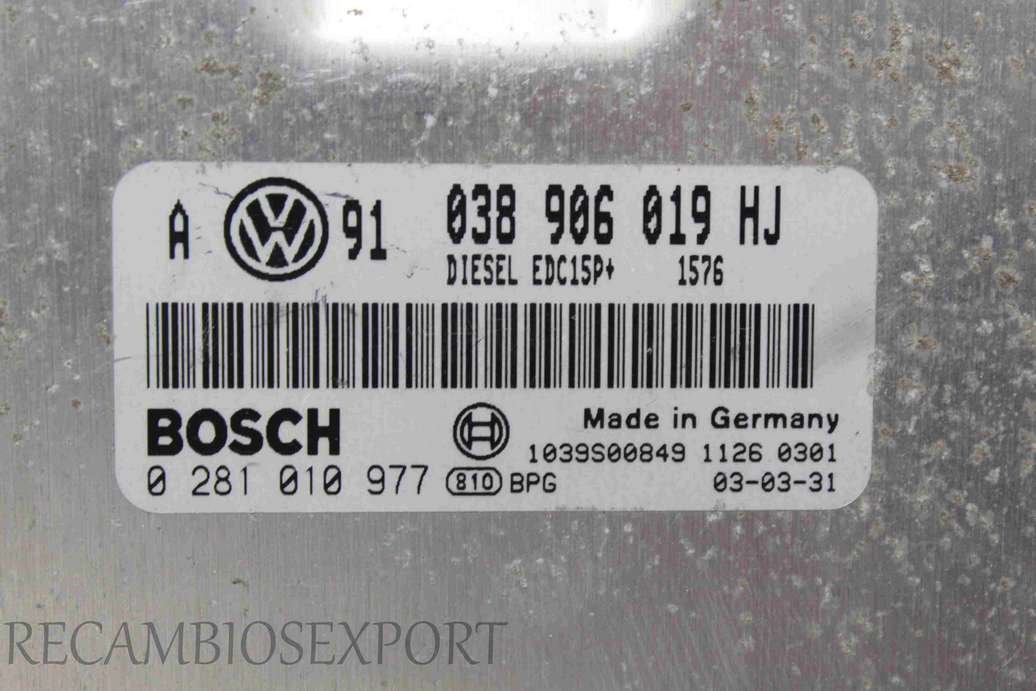 A VW 91 038 906 019 HJ
DIESEL EDC15P+ 1576
BOSCH
Made in Germany
1039S00849 1126 0301
0 281 010 977 810 BPG 03-03-31
RECAMBIOSEXPORT